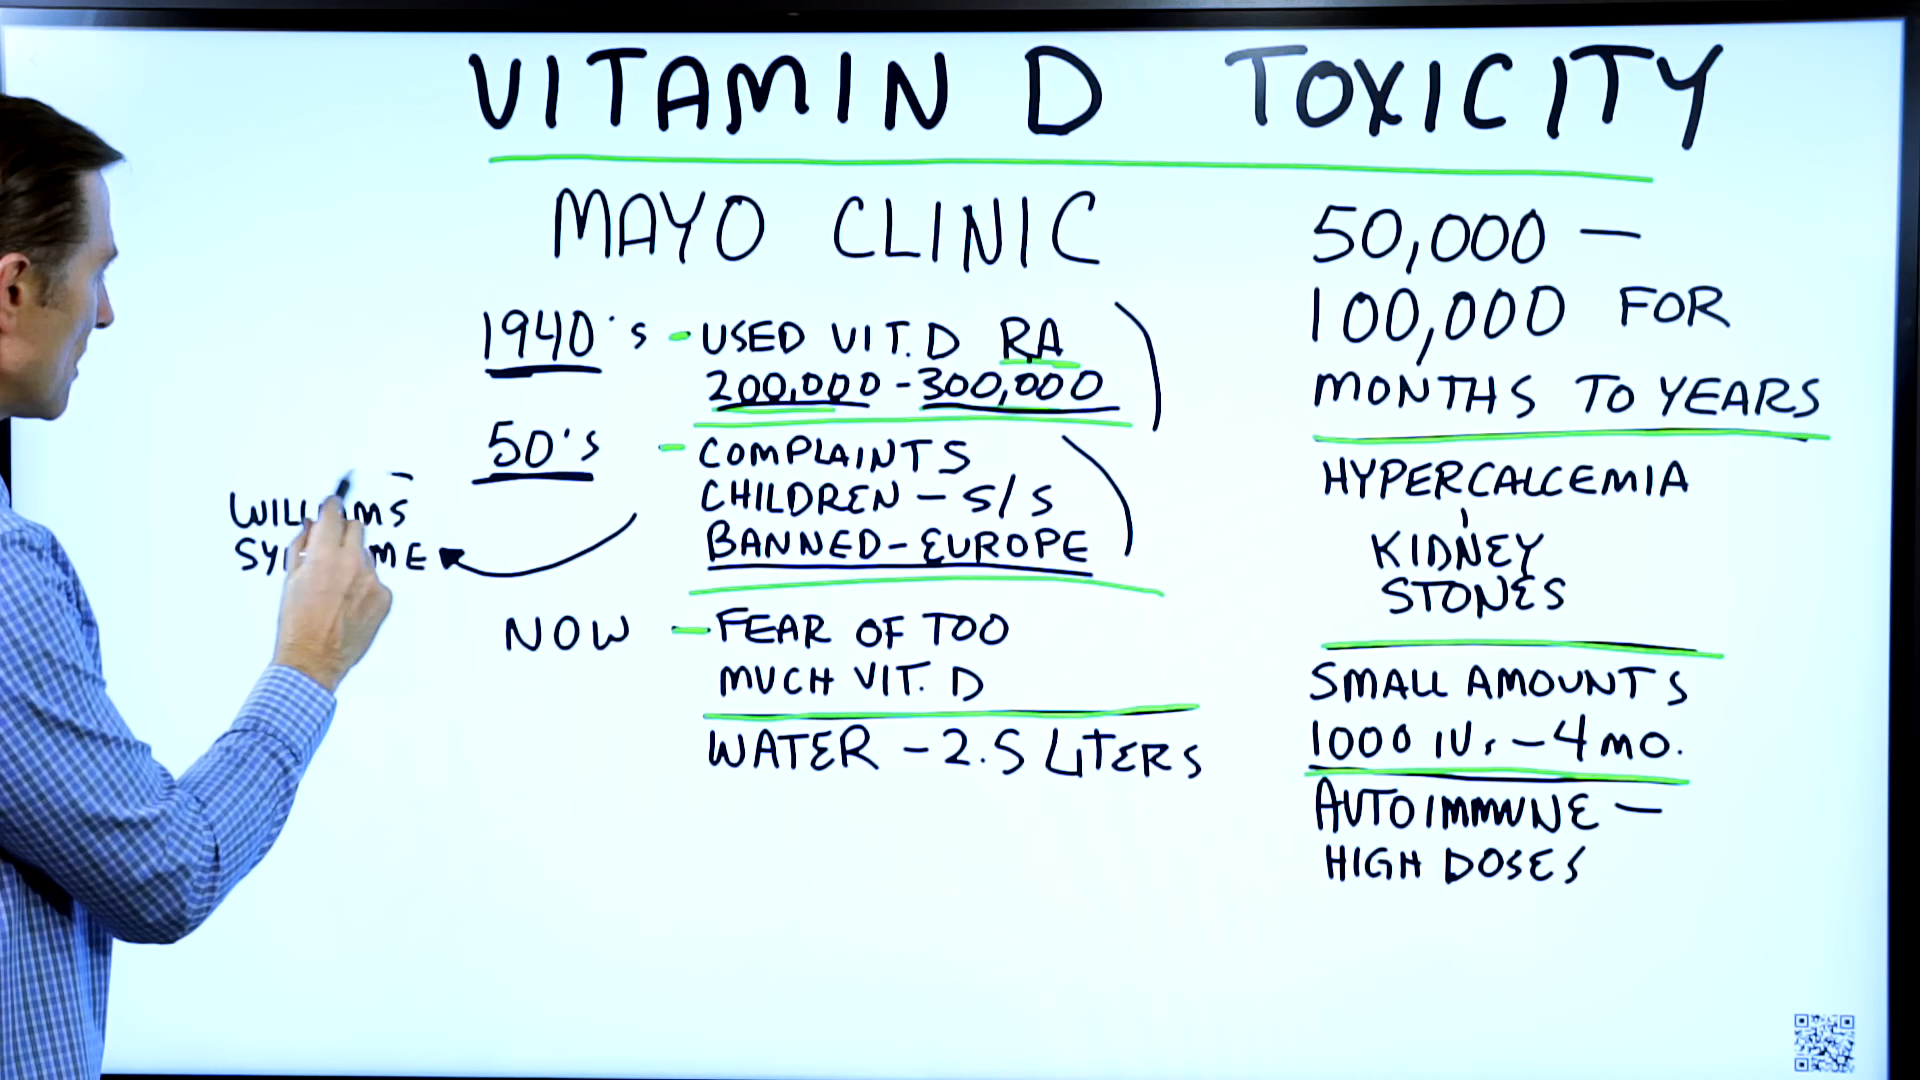 VITAMIN D TOXICITY
MAYO CLINIC
1940's - USED VIT. D RA
200,000 - 300,000
50's - COMPLAINTS
CHILDREN - S/S
BANNED - EUROPE
WILLIAMS
NOW - FEAR OF TOO
MUCH VIT. D
WATER - 2.5 LITERS
50,000 -
100,000 FOR
MONTHS TO YEARS
HYPERCALCEMIA
KIDNEY
STONES
SMALL AMOUNTS
1000 IU. - 4 MO.
AUTOIMMUNE -
HIGH DOSES